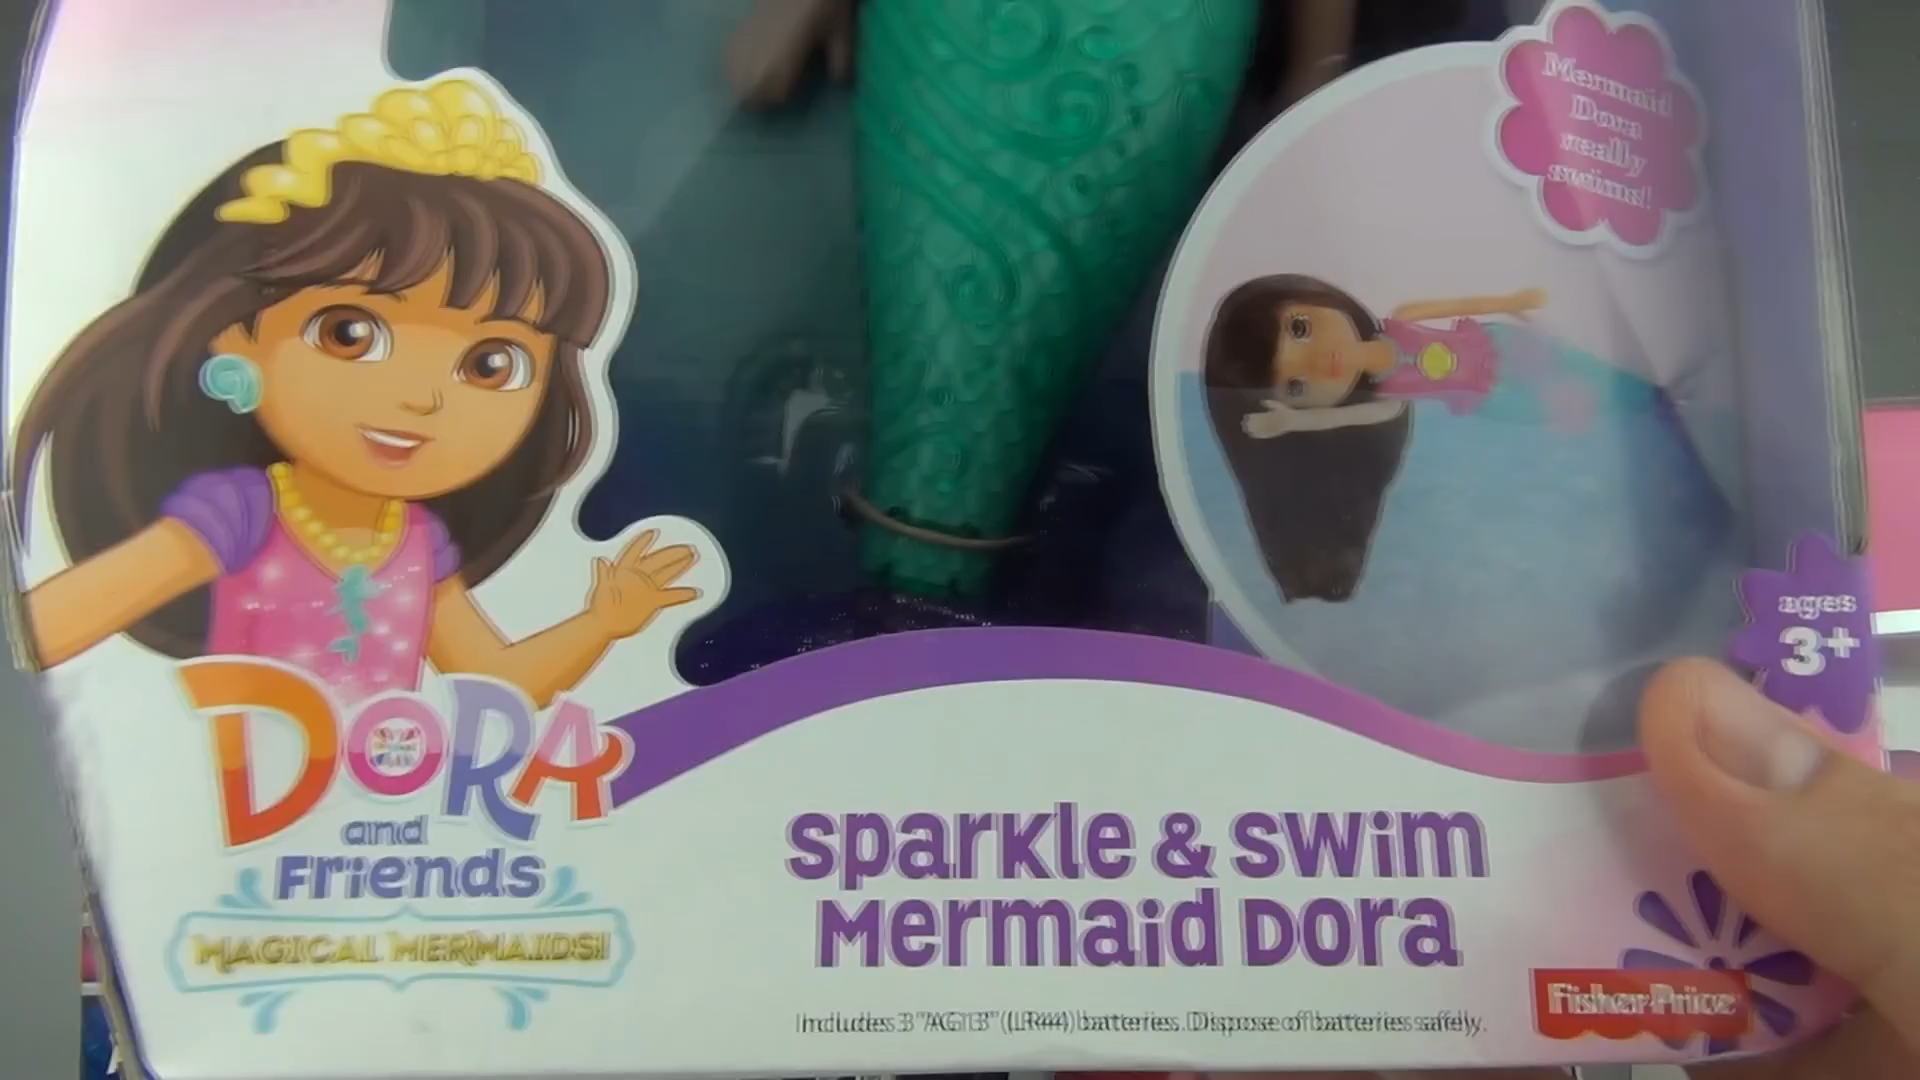 Mermaid
Dora
really
swims!
ages
3+
DORA
and
Friends
MAGICAL MERMAIDS!
Sparkle & Swim
Mermaid Dora
Includes 3 "AG13" (LR44) batteries. Dispose of batteries safely.
Fisher-Price